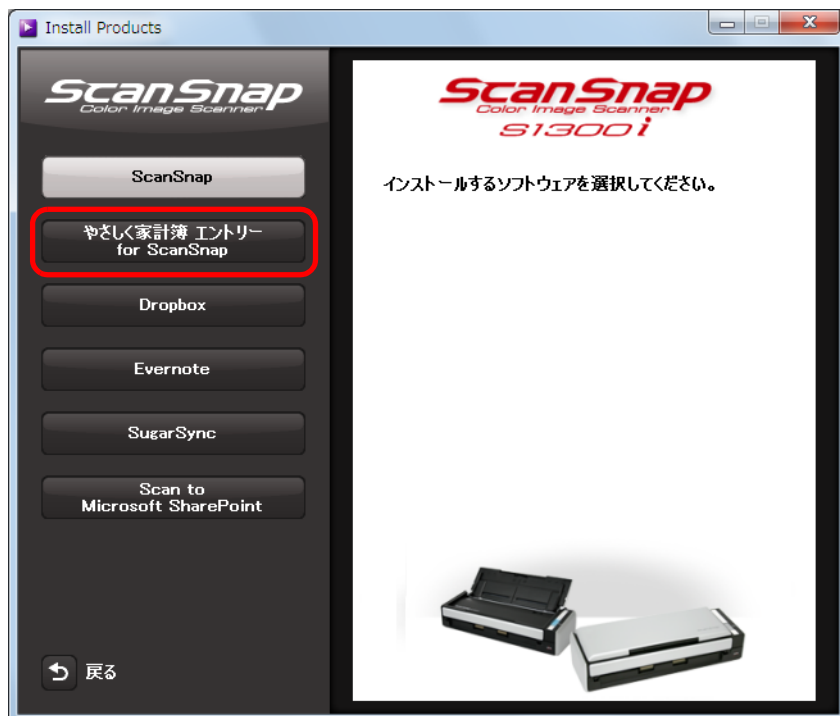 Install Products
ScanSnap
Color Image Scanner
ScanSnap
やさしく家計簿 エントリー
for ScanSnap
Dropbox
Evernote
SugarSync
Scan to
Microsoft SharePoint
戻る
ScanSnap
Color Image Scanner
S1300i
インストールするソフトウェアを選択してください。